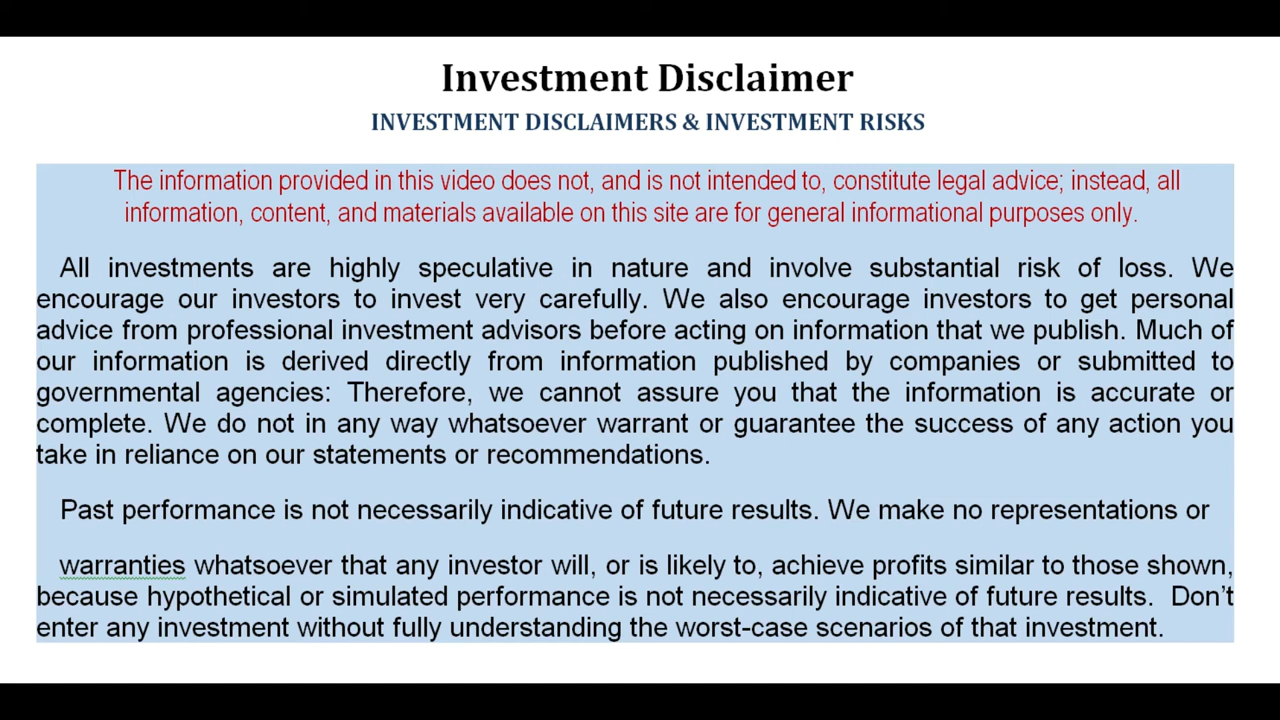 Investment Disclaimer
INVESTMENT DISCLAIMERS & INVESTMENT RISKS
The information provided in this video does not, and is not intended to, constitute legal advice; instead, all
information, content, and materials available on this site are for general informational purposes only.
All investments are highly speculative in nature and involve substantial risk of loss. We
encourage our investors to invest very carefully. We also encourage investors to get personal
advice from professional investment advisors before acting on information that we publish. Much of
our information is derived directly from information published by companies or submitted to
governmental agencies: Therefore, we cannot assure you that the information is accurate or
complete. We do not in any way whatsoever warrant or guarantee the success of any action you
take in reliance on our statements or recommendations.
Past performance is not necessarily indicative of future results. We make no representations or
warranties whatsoever that any investor will, or is likely to, achieve profits similar to those shown,
because hypothetical or simulated performance is not necessarily indicative of future results. Don’t
enter any investment without fully understanding the worst-case scenarios of that investment.